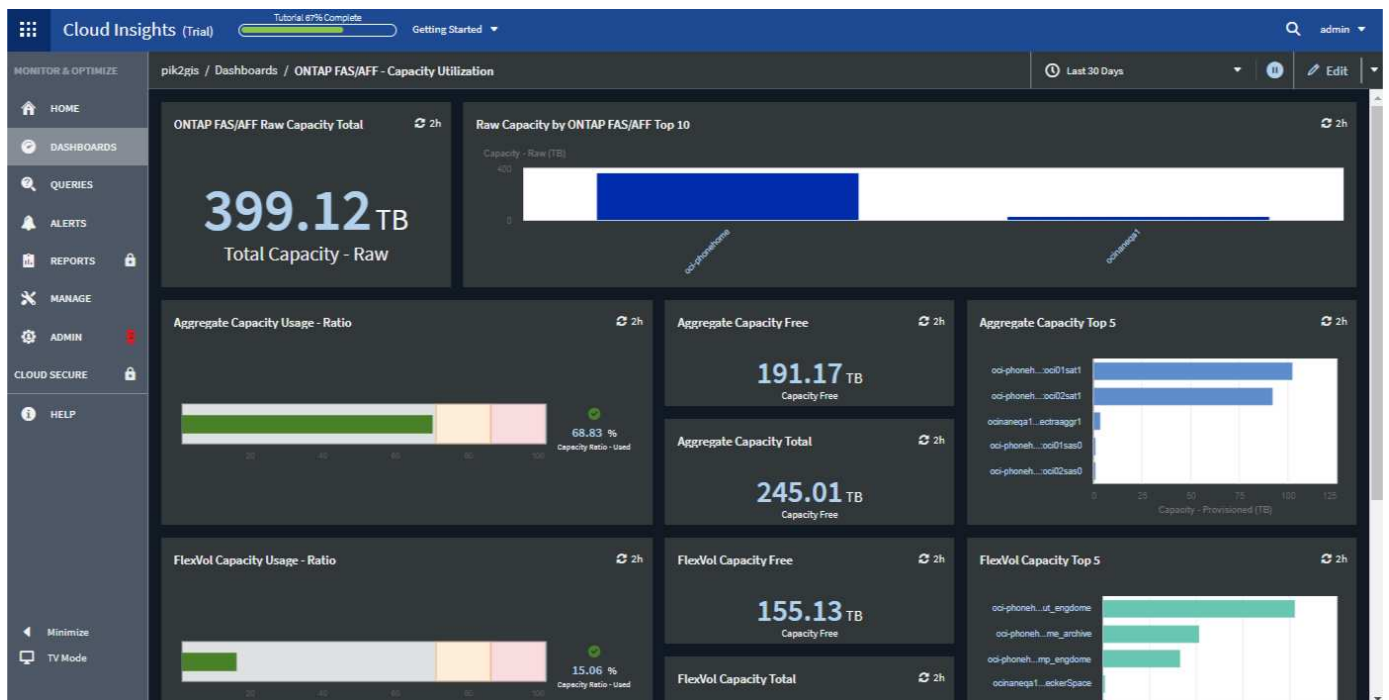 Cloud Insights (Trial)
Tutorial 67% Complete
Getting Started
admin
MONITOR & OPTIMIZE
HOME
DASHBOARDS
QUERIES
ALERTS
REPORTS
MANAGE
ADMIN
CLOUD SECURE
HELP
Minimize
TV Mode
pik2gis / Dashboards / ONTAP FAS/AFF - Capacity Utilization
Last 30 Days
Edit
ONTAP FAS/AFF Raw Capacity Total 2h
399.12 TB
Total Capacity - Raw
Raw Capacity by ONTAP FAS/AFF Top 10 2h
Capacity - Raw (TB)
400
0
oci-phonehome
ocinaneqa1
Aggregate Capacity Usage - Ratio 2h
68.83 %
Capacity Ratio - Used
20 40 60 80 100
Aggregate Capacity Free 2h
191.17 TB
Capacity Free
Aggregate Capacity Total 2h
245.01 TB
Capacity Free
Aggregate Capacity Top 5 2h
oci-phoneh...:oci01sat1
oci-phoneh...:oci02sat1
ocinaneqa1...ectraaggr1
oci-phoneh...:oci01sas0
oci-phoneh...:oci02sas0
0 25 50 75 100 125
Capacity - Provisioned (TB)
FlexVol Capacity Usage - Ratio 2h
15.06 %
Capacity Ratio - Used
20 40 60 80 100
FlexVol Capacity Free 2h
155.13 TB
Capacity Free
FlexVol Capacity Total 2h
FlexVol Capacity Top 5 2h
oci-phoneh...ut_engdome
oci-phoneh...me_archive
oci-phoneh...mp_engdome
ocinaneqa1...eckerSpace